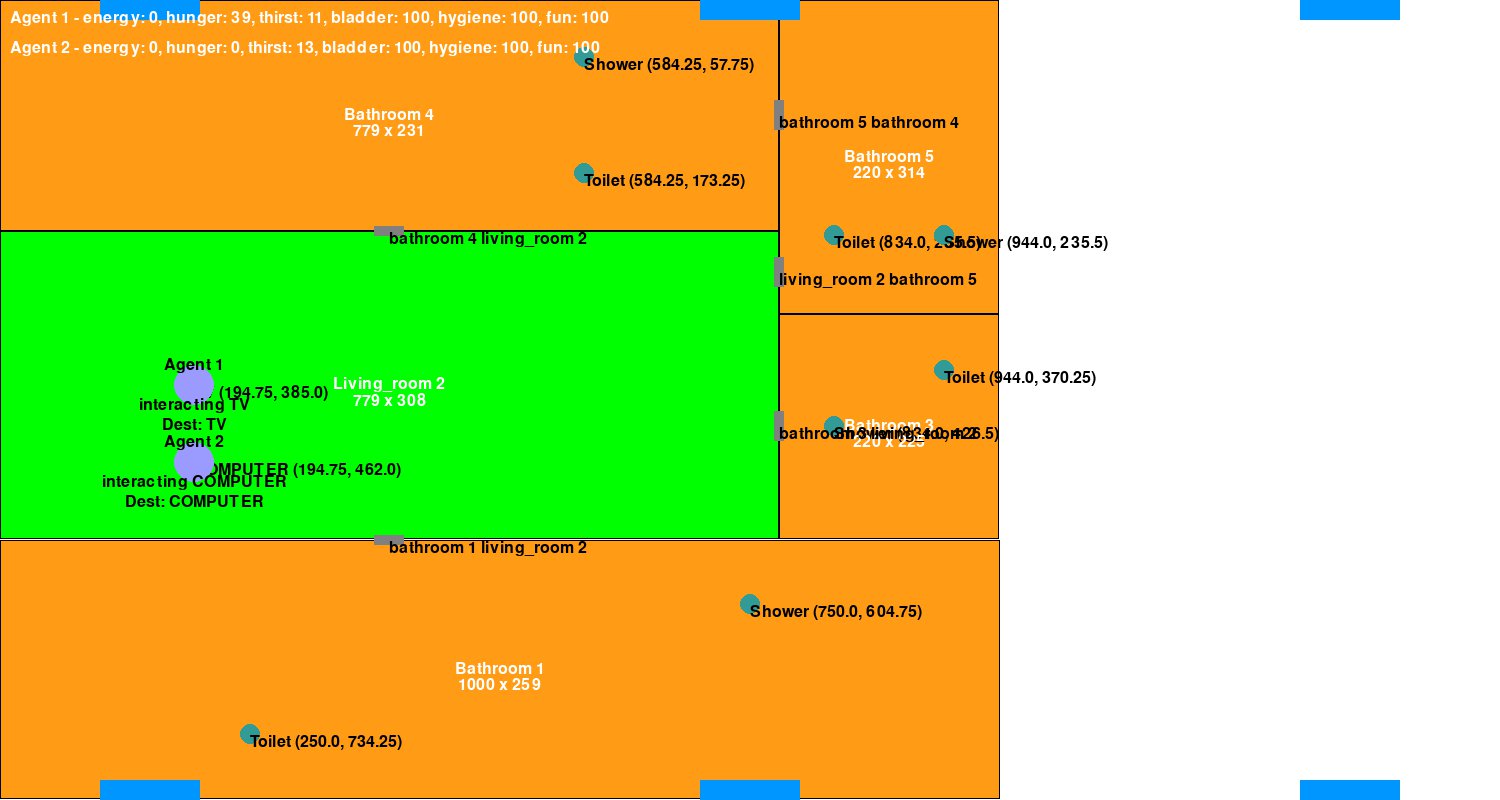 Agent 1 - energy: 0, hunger: 39, thirst: 11, bladder: 100, hygiene: 100, fun: 100
Agent 2 - energy: 0, hunger: 0, thirst: 13, bladder: 100, hygiene: 100, fun: 100
Shower (584.25, 57.75)
Bathroom 4
779 x 231
bathroom 5 bathroom 4
Bathroom 5
220 x 314
Toilet (584.25, 173.25)
bathroom 4 living_room 2
Toilet (834.0, 235.5)
Shower (944.0, 235.5)
living_room 2 bathroom 5
Agent 1
(194.75, 385.0)
interacting TV
Dest: TV
Living_room 2
779 x 308
Toilet (944.0, 370.25)
Bathroom 3
220 x 225
bathroom 3 living_room 2
Shower (834.0, 426.5)
Agent 2
COMPUTER (194.75, 462.0)
interacting COMPUTER
Dest: COMPUTER
bathroom 1 living_room 2
Shower (750.0, 604.75)
Bathroom 1
1000 x 259
Toilet (250.0, 734.25)